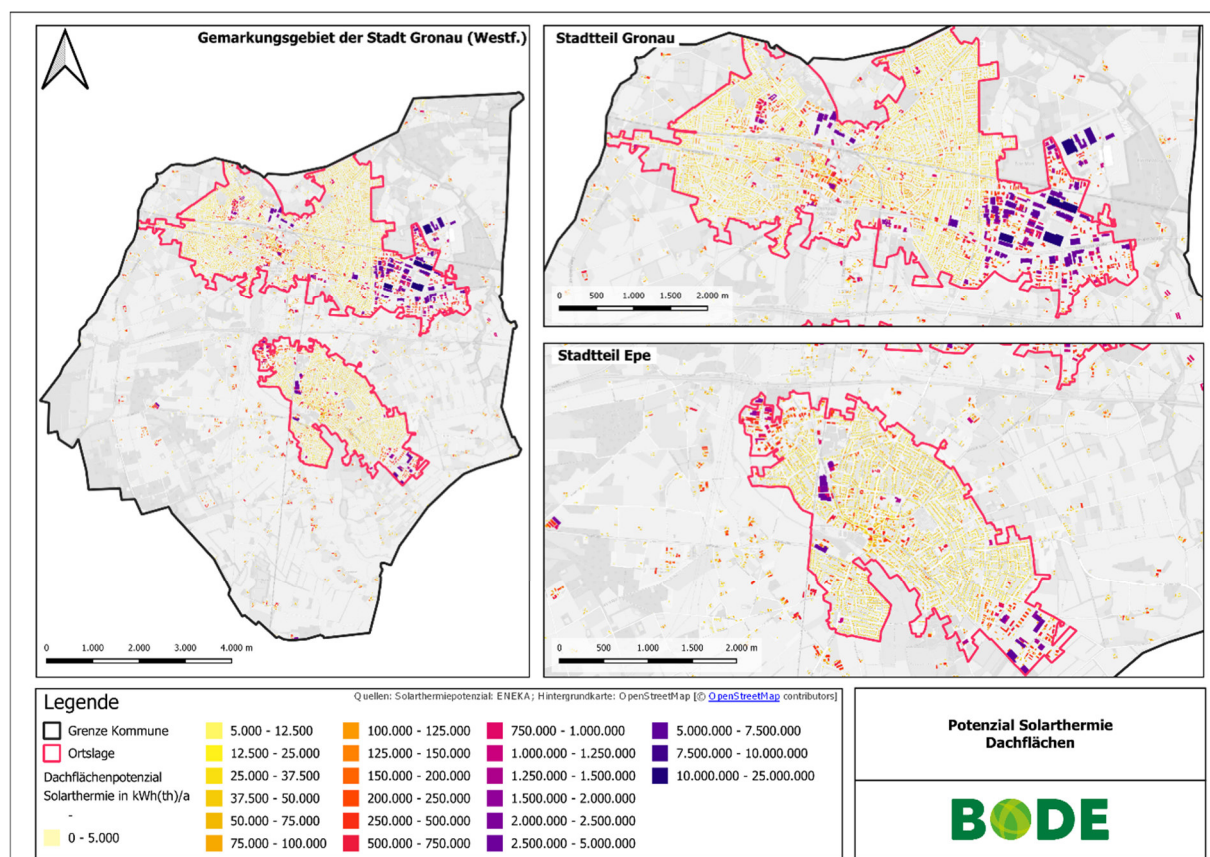 Gemarkungsgebiet der Stadt Gronau (Westf.)
0 1.000 2.000 3.000 4.000 m
Stadtteil Gronau
0 500 1.000 1.500 2.000 m
Stadtteil Epe
0 500 1.000 1.500 2.000 m
Legende
Quellen: Solarthermiepotenzial: ENEKA; Hintergrundkarte: OpenStreetMap [© OpenStreetMap contributors]
Grenze Kommune
Ortslage
Dachflächenpotenzial
Solarthermie in kWh(th)/a
-
0 - 5.000
5.000 - 12.500
12.500 - 25.000
25.000 - 37.500
37.500 - 50.000
50.000 - 75.000
75.000 - 100.000
100.000 - 125.000
125.000 - 150.000
150.000 - 200.000
200.000 - 250.000
250.000 - 500.000
500.000 - 750.000
750.000 - 1.000.000
1.000.000 - 1.250.000
1.250.000 - 1.500.000
1.500.000 - 2.000.000
2.000.000 - 2.500.000
2.500.000 - 5.000.000
5.000.000 - 7.500.000
7.500.000 - 10.000.000
10.000.000 - 25.000.000
Potenzial Solarthermie
Dachflächen
BODE